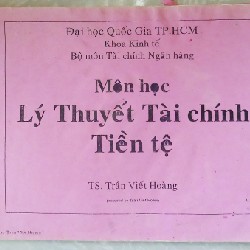 Đại học Quốc Gia TP HCM
Khoa Kinh tế
Bộ môn Tài chính Ngân hàng
Môn học
Lý Thuyết Tài chính
Tiền tệ
TS. Trần Viết Hoàng